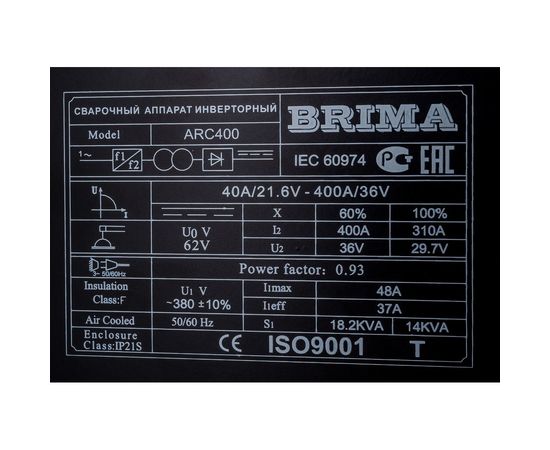 СВАРОЧНЫЙ АППАРАТ ИНВЕРТОРНЫЙ BRIMA
Model ARC400
1~ f1 f2 IEC 60974 РСТ EAC
40A/21.6V - 400A/36V
U I X 60% 100%
U0 V 62V I2 400A 310A
U2 36V 29.7V
3~ 50/60Hz Power factor: 0.93
Insulation Class:F U1 V ~380 ±10% I1max 48A
I1eff 37A
Air Cooled 50/60 Hz S1 18.2KVA 14KVA
Enclosure Class:IP21S CE ISO9001 T